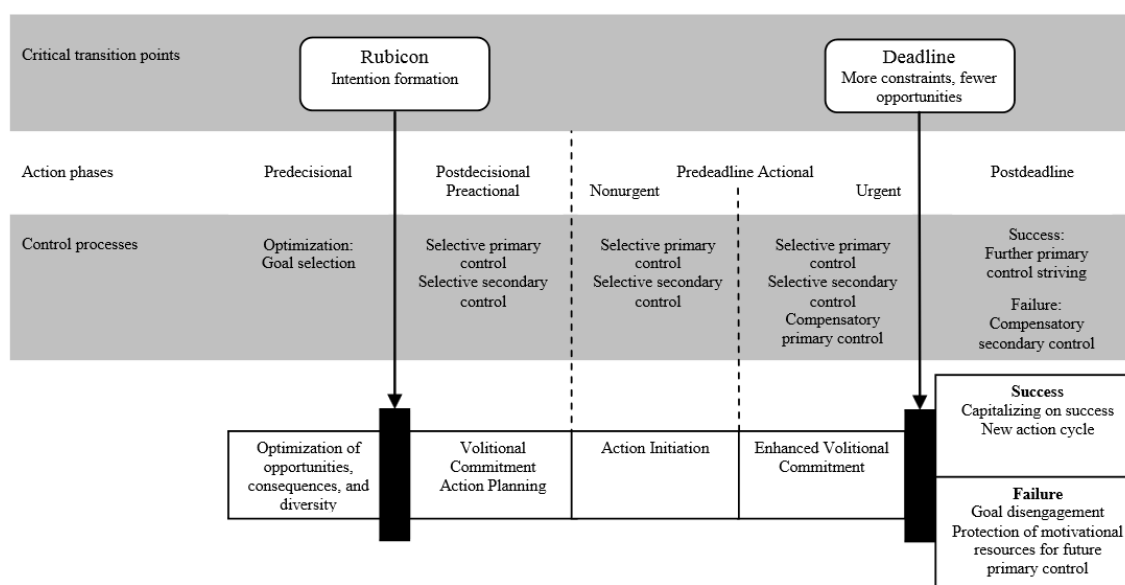 Critical transition points
Rubicon
Intention formation
Deadline
More constraints, fewer
opportunities
Action phases
Predecisional
Postdecisional
Preactional
Predeadline Actional
Nonurgent
Urgent
Postdeadline
Control processes
Optimization:
Goal selection
Selective primary
control
Selective secondary
control
Selective primary
control
Selective secondary
control
Selective primary
control
Selective secondary
control
Compensatory
primary control
Success:
Further primary
control striving
Failure:
Compensatory
secondary control
Optimization of
opportunities,
consequences, and
diversity
Volitional
Commitment
Action Planning
Action Initiation
Enhanced Volitional
Commitment
Success
Capitalizing on success
New action cycle
Failure
Goal disengagement
Protection of motivational
resources for future
primary control